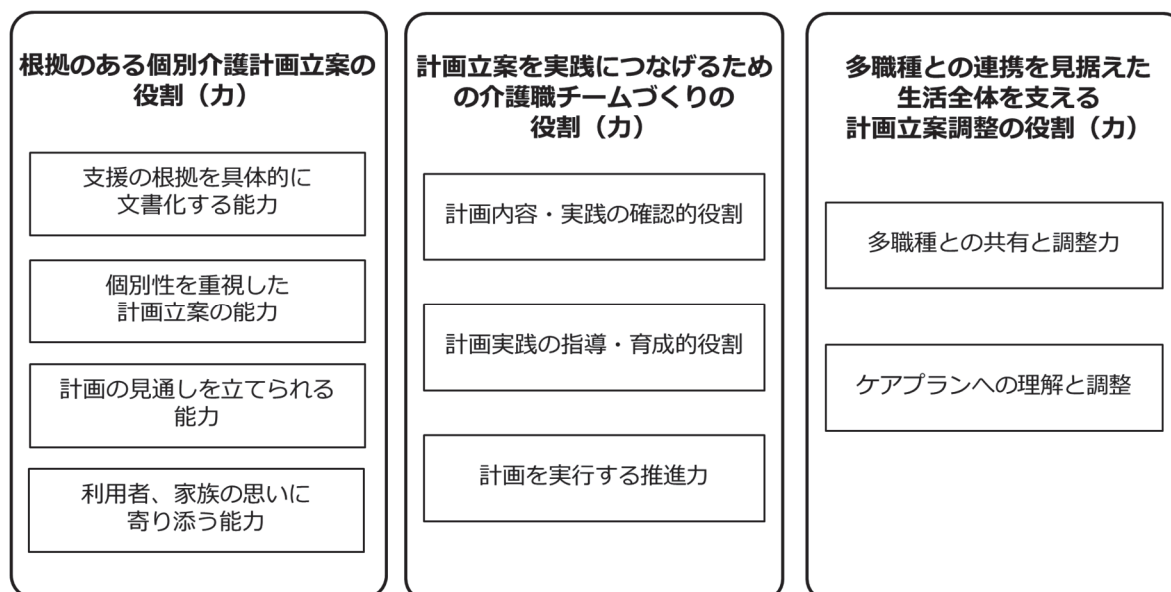 根拠のある個別介護計画立案の
役割（力）
支援の根拠を具体的に
文書化する能力
個別性を重視した
計画立案の能力
計画の見通しを立てられる
能力
利用者、家族の思いに
寄り添う能力
計画立案を実践につなげるため
の介護職チームづくりの
役割（力）
計画内容・実践の確認的役割
計画実践の指導・育成的役割
計画を実行する推進力
多職種との連携を見据えた
生活全体を支える
計画立案調整の役割（力）
多職種との共有と調整力
ケアプランへの理解と調整